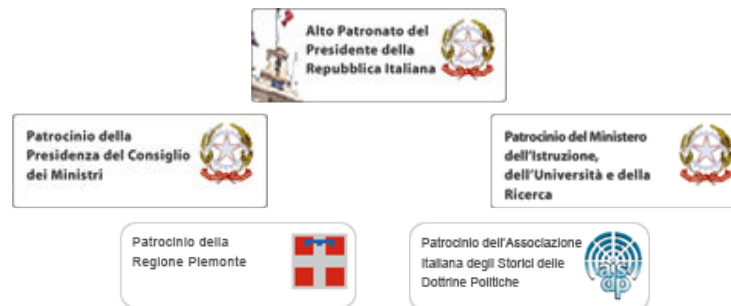 Alto Patronato del
Presidente della
Repubblica Italiana
Patrocinio della
Presidenza del Consiglio
dei Ministri
Patrocinio del Ministero
dell'Istruzione,
dell'Università e della
Ricerca
Patrocinio della
Regione Piemonte
Patrocinio dell'Associazione
Italiana degli Storici delle
Dottrine Politiche
aisdp